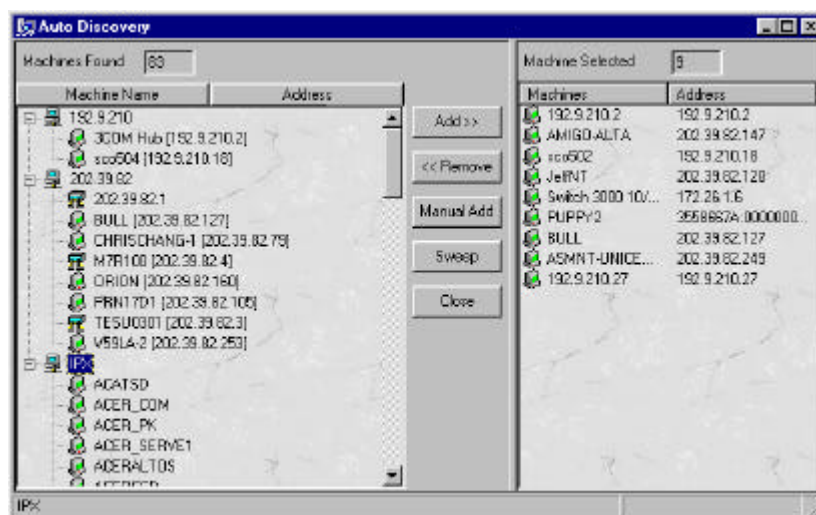 Auto Discovery
Machines Found 83
Machine Name Address
192.9.210
3COM Hub [192.9.210.2]
sco504 [192.9.210.18]
202.39.82
202.39.82.1
BULL [202.39.82.127]
CHRISCHANG-1 [202.39.82.79]
M7R100 [202.39.82.4]
ORION [202.39.82.160]
PRN17D1 [202.39.82.105]
TESU0301 [202.39.82.3]
V59LA-2 [202.39.82.253]
IPX
ACATSD
ACER_COM
ACER_PK
ACER_SERVE1
ACERALTOS
Add >>
<< Remove
Manual Add
Sweep
Close
Machine Selected 9
Machines Address
192.9.210.2 192.9.210.2
AMIGO-ALTA 202.39.82.147
sco502 192.9.210.18
JeffNT 202.39.82.128
Switch 3000 10/... 172.26.1.6
PUPPY2 3558667A:0000000...
BULL 202.39.82.127
ASMNT-UNICE... 202.39.82.249
192.9.210.27 192.9.210.27
IPX